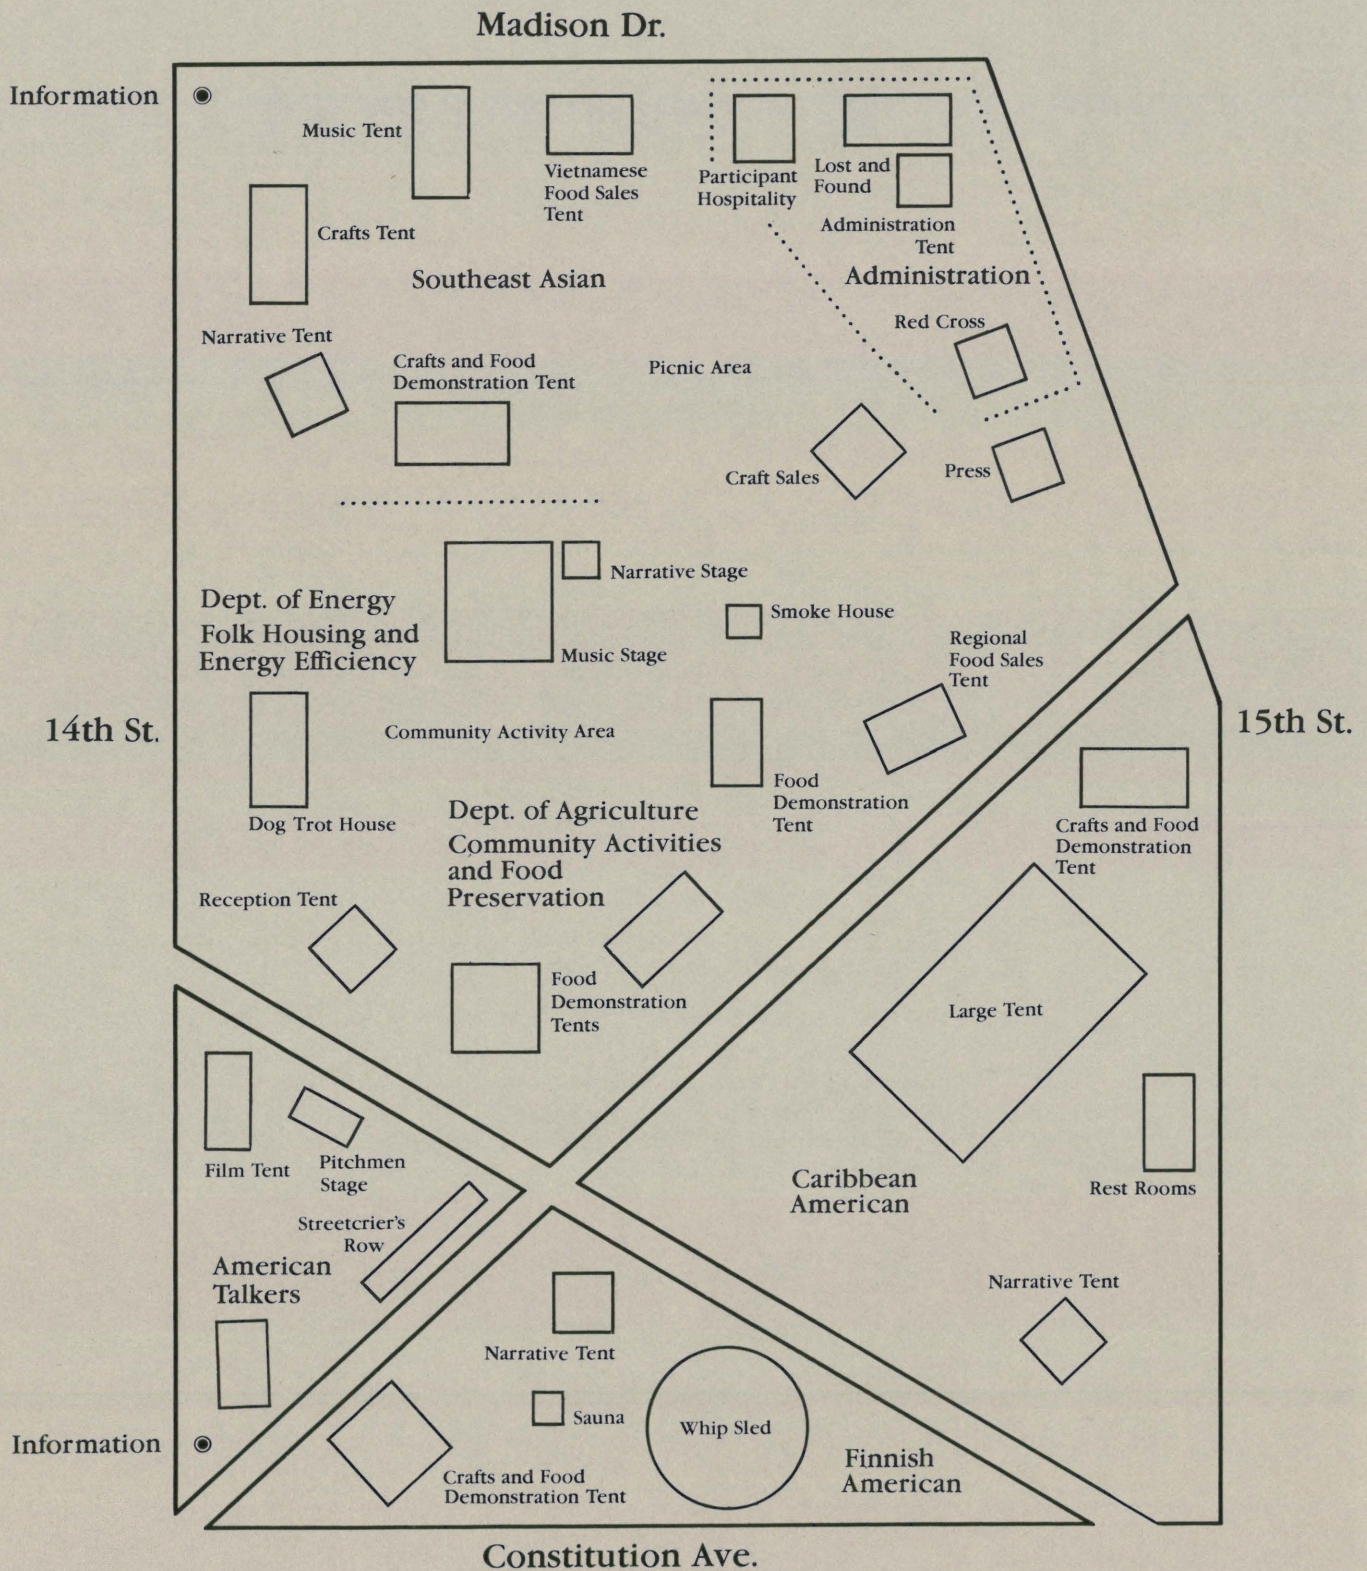 Madison Dr.
Information
Music Tent
Vietnamese
Food Sales
Tent
Participant
Hospitality
Lost and
Found
Administration
Tent
Crafts Tent
Southeast Asian
Administration
Red Cross
Narrative Tent
Crafts and Food
Demonstration Tent
Picnic Area
Craft Sales
Press
Narrative Stage
Dept. of Energy
Folk Housing and
Energy Efficiency
Music Stage
Smoke House
Regional
Food Sales
Tent
14th St.
15th St.
Community Activity Area
Dog Trot House
Food
Demonstration
Tent
Dept. of Agriculture
Community Activities
and Food
Preservation
Crafts and Food
Demonstration
Tent
Reception Tent
Food
Demonstration
Tents
Large Tent
Film Tent
Pitchmen
Stage
Caribbean
American
Rest Rooms
Streetcrier's
Row
American
Talkers
Narrative Tent
Narrative Tent
Sauna
Whip Sled
Information
Finnish
American
Crafts and Food
Demonstration Tent
Constitution Ave.